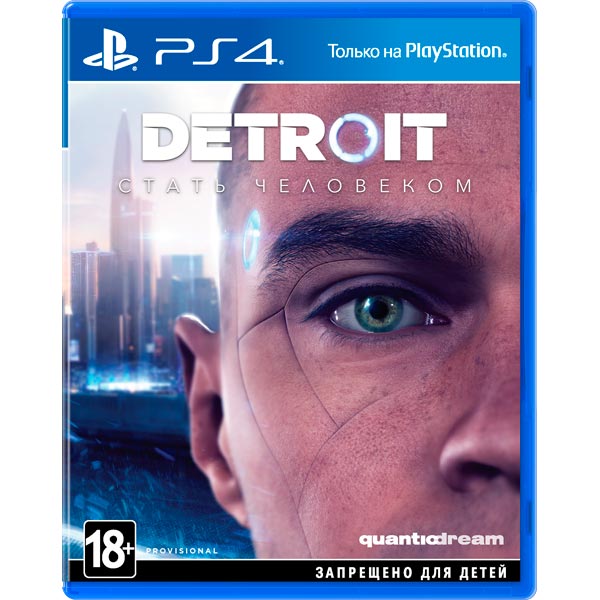 PS4
Только на PlayStation
DETROIT
СТАТЬ ЧЕЛОВЕКОМ
18+
PROVISIONAL
quanticdream
ЗАПРЕЩЕНО ДЛЯ ДЕТЕЙ